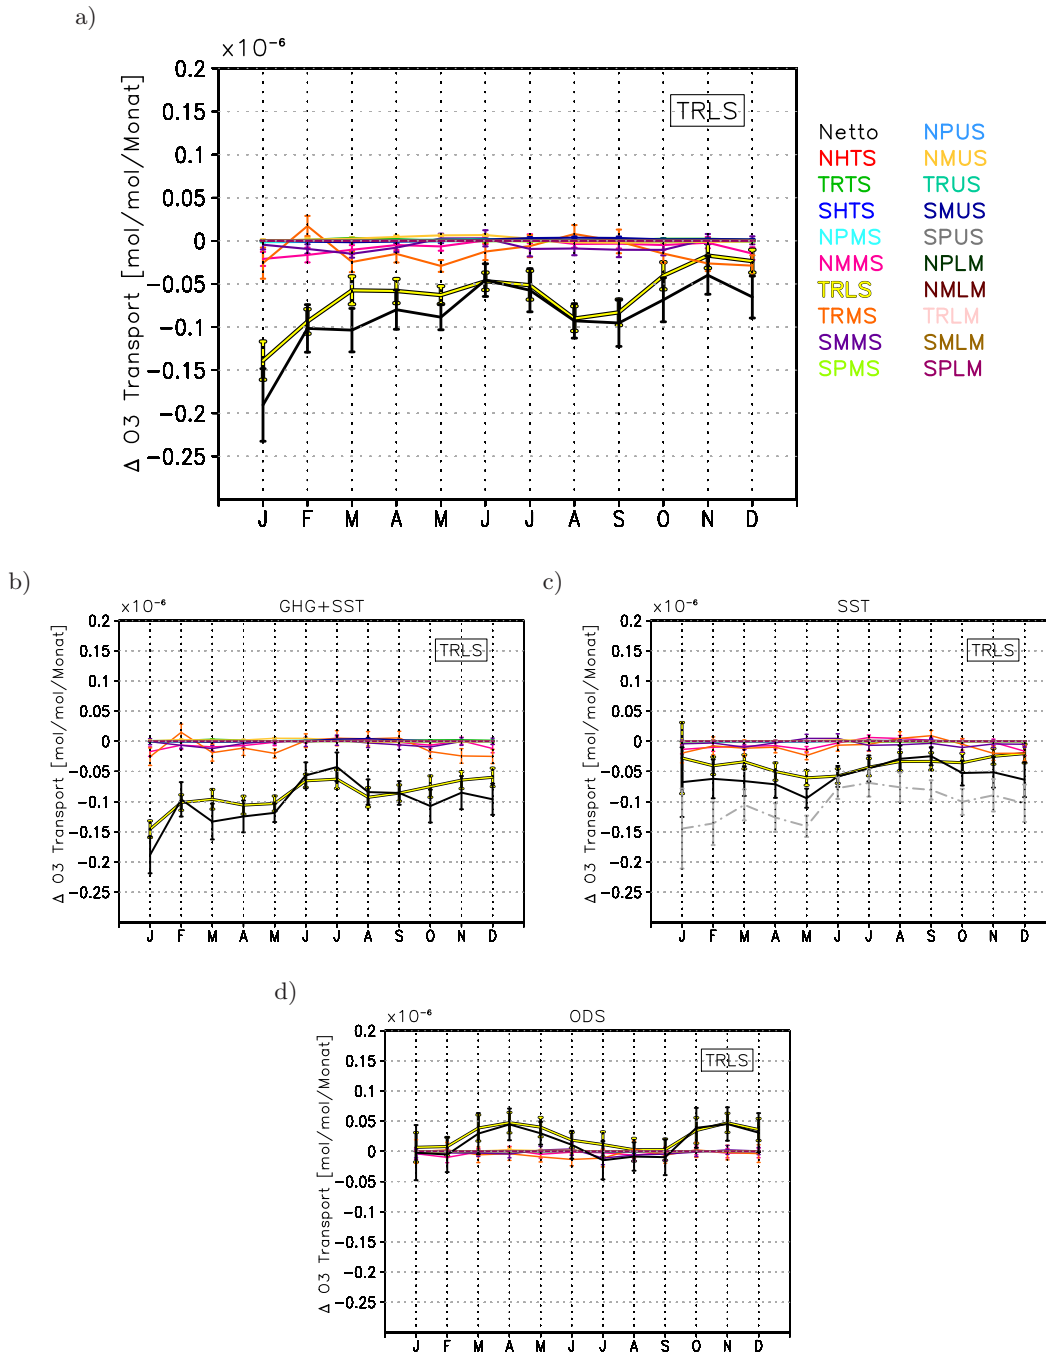 a)
×10⁻⁶
Δ O3 Transport [mol/mol/Monat]
0.2
0.15
0.1
0.05
0
−0.05
−0.1
−0.15
−0.2
−0.25
TRLS
J F M A M J J A S O N D
Netto NPUS
NHTS NMUS
TRTS TRUS
SHTS SMUS
NPMS SPUS
NMMS NPLM
TRLS NMLM
TRMS TRLM
SMMS SMLM
SPMS SPLM
b)
×10⁻⁶ GHG+SST
Δ O3 Transport [mol/mol/Monat]
0.2
0.15
0.1
0.05
0
−0.05
−0.1
−0.15
−0.2
−0.25
TRLS
J F M A M J J A S O N D
c)
×10⁻⁶ SST
Δ O3 Transport [mol/mol/Monat]
0.2
0.15
0.1
0.05
0
−0.05
−0.1
−0.15
−0.2
−0.25
TRLS
J F M A M J J A S O N D
d)
×10⁻⁶ ODS
Δ O3 Transport [mol/mol/Monat]
0.2
0.15
0.1
0.05
0
−0.05
−0.1
−0.15
−0.2
−0.25
TRLS
J F M A M J J A S O N D